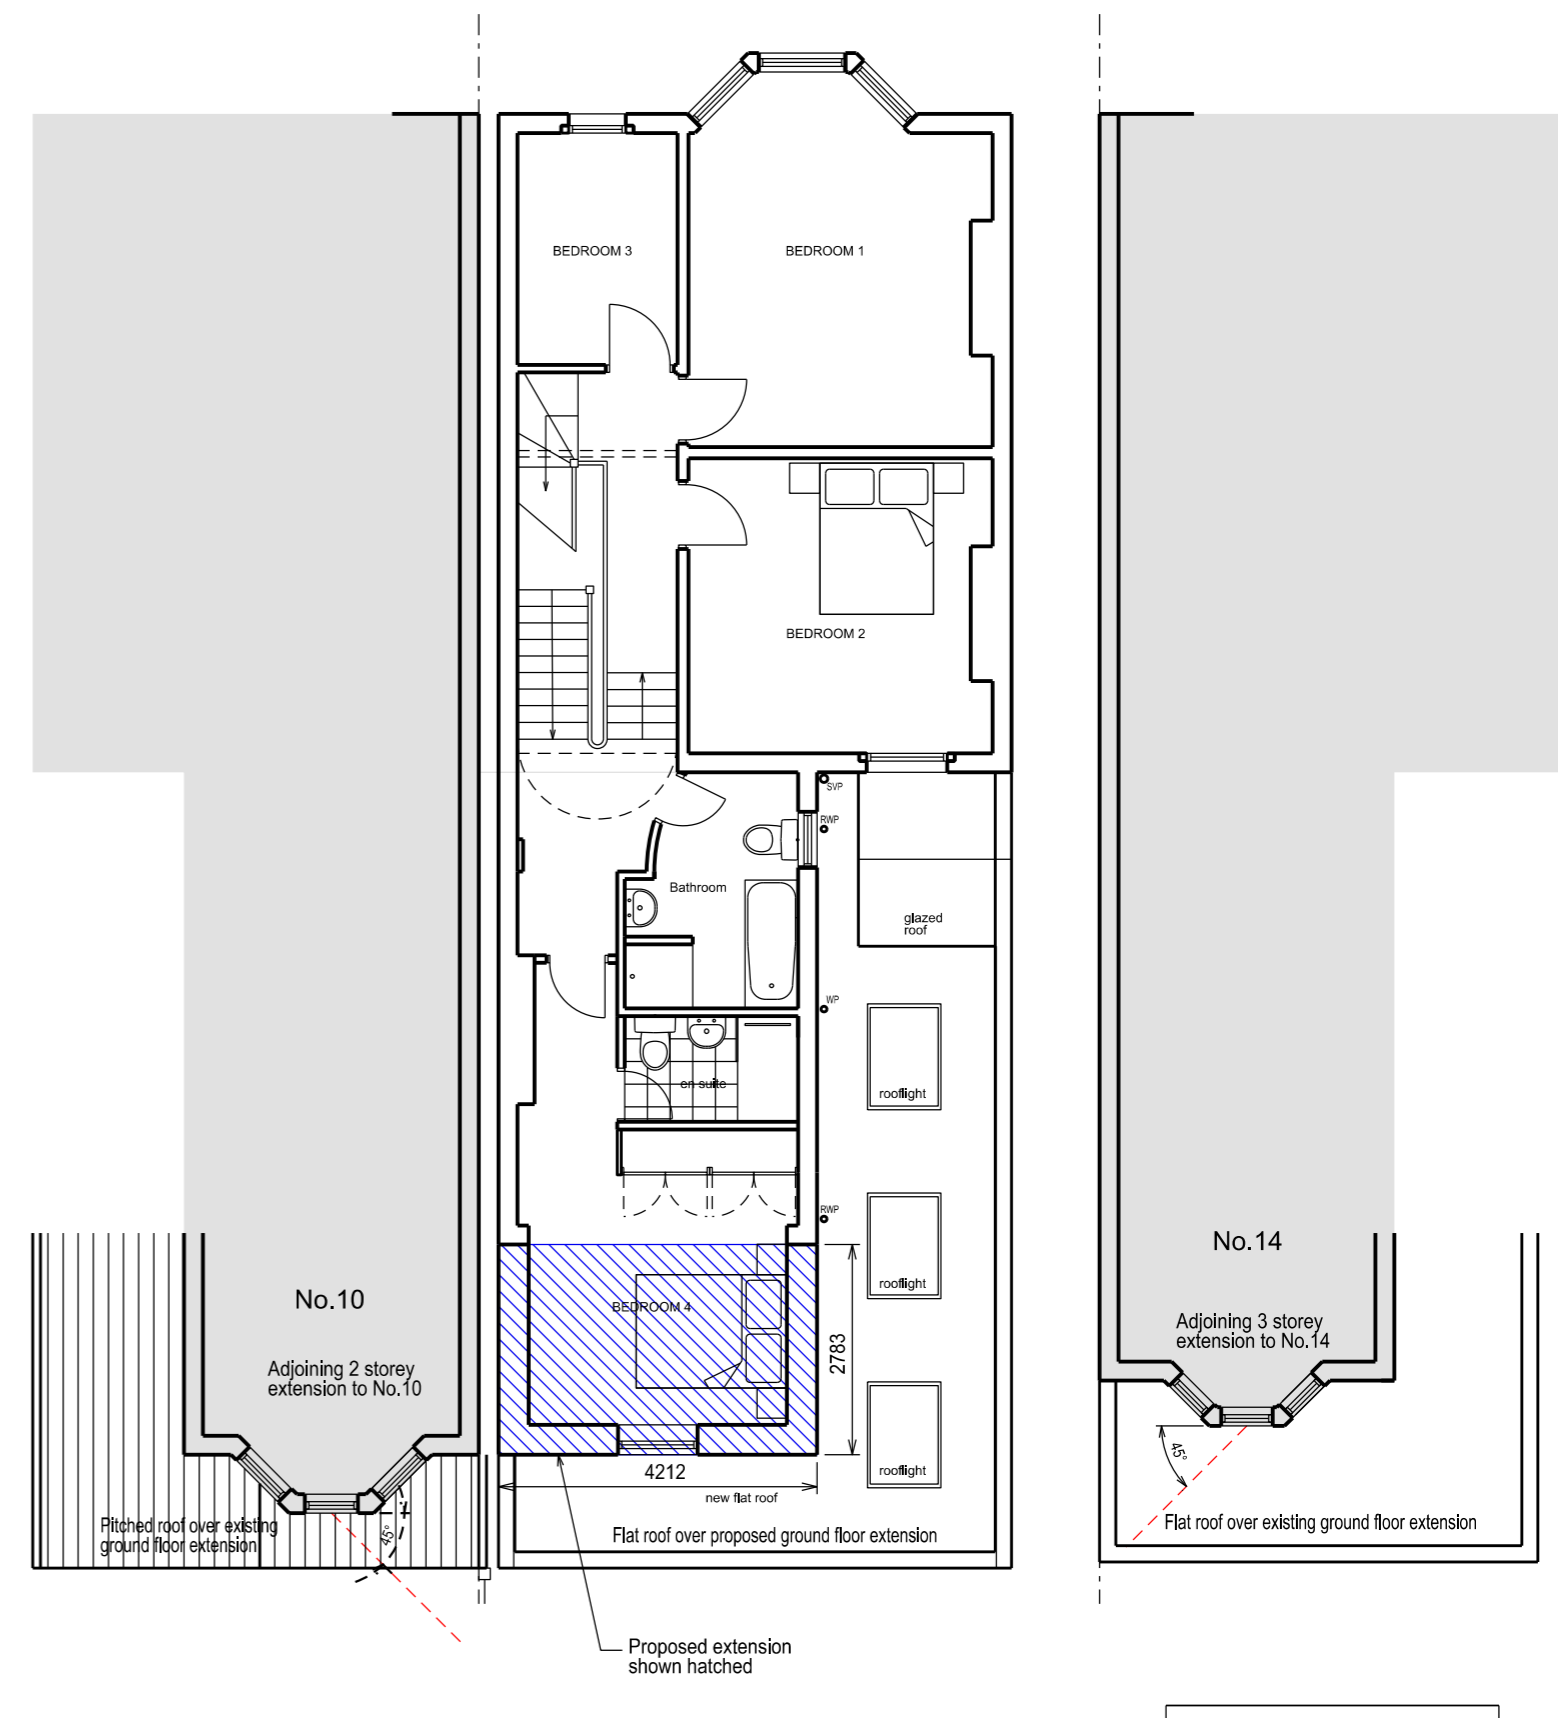 BEDROOM 3
BEDROOM 1
BEDROOM 2
SVP
RWP
Bathroom
glazed
roof
WP
en suite
rooflight
RWP
No.14
rooflight
No.10
BEDROOM 4
Adjoining 3 storey
extension to No.14
2783
Adjoining 2 storey
extension to No.10
45°
4212
rooflight
new flat roof
Pitched roof over existing
ground floor extension
45°
Flat roof over proposed ground floor extension
Flat roof over existing ground floor extension
Proposed extension
shown hatched